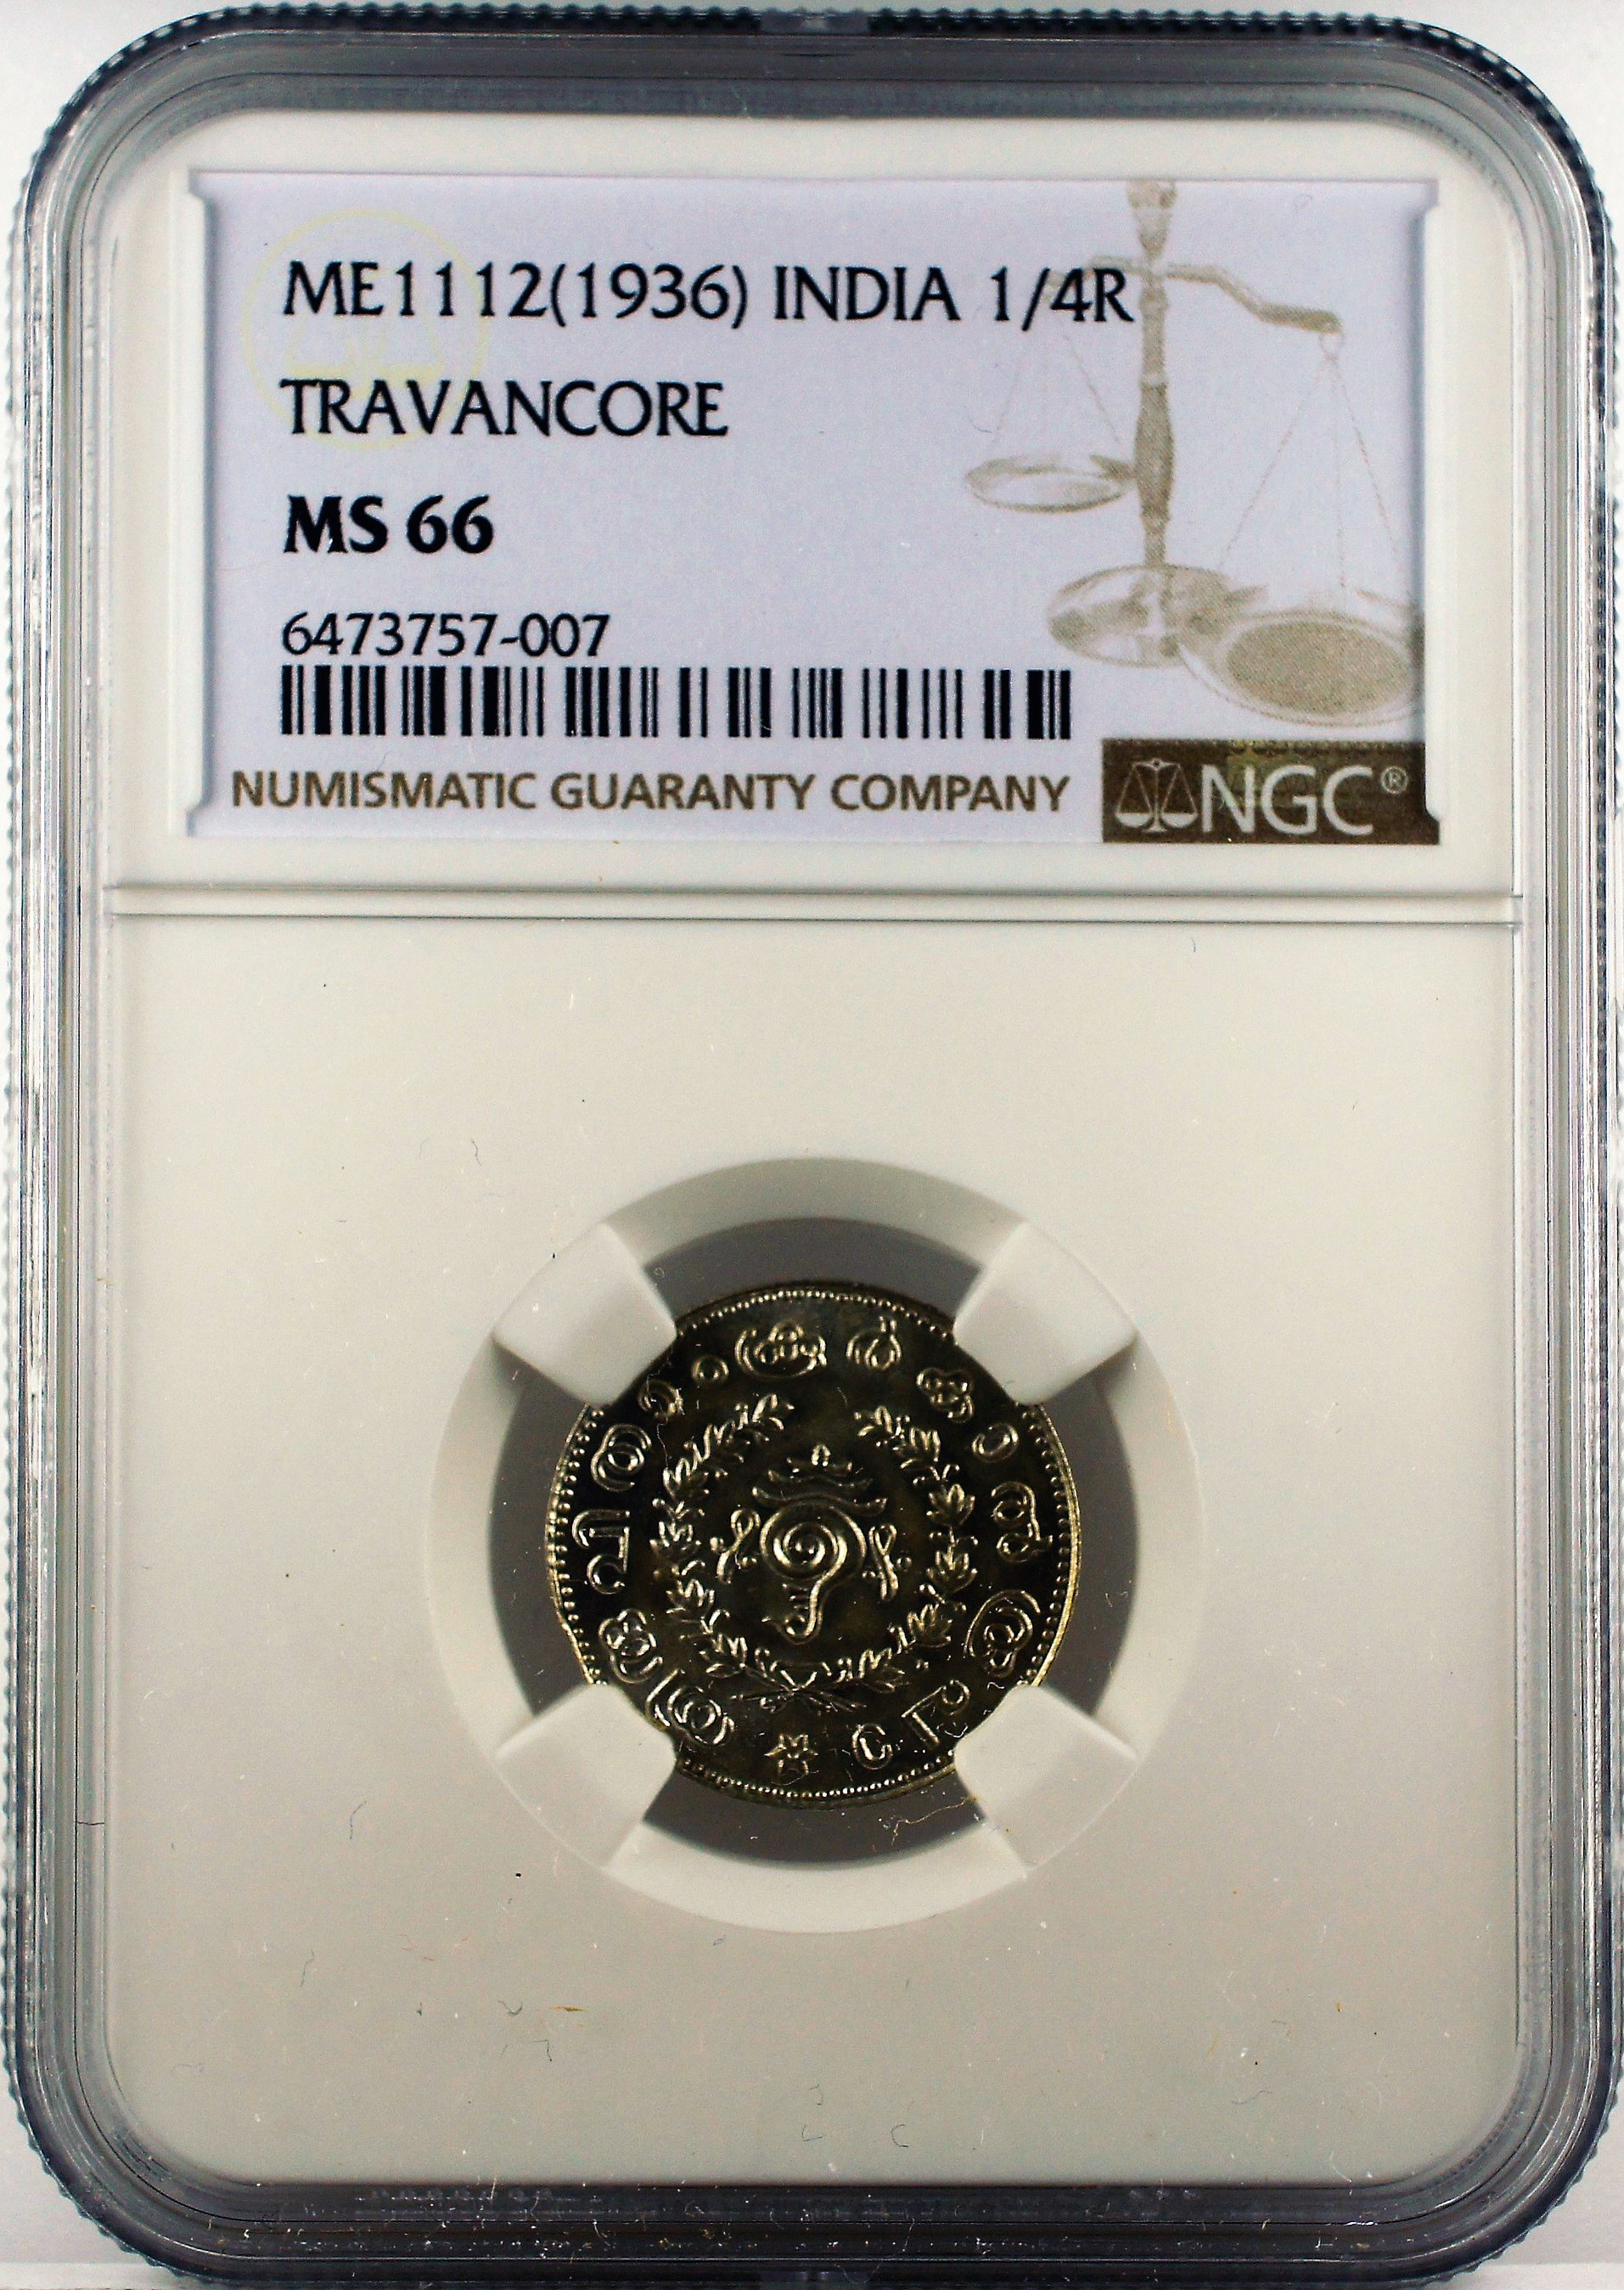 ME1112(1936) INDIA 1/4R
TRAVANCORE
MS 66
6473757-007
NUMISMATIC GUARANTY COMPANY
NGC®